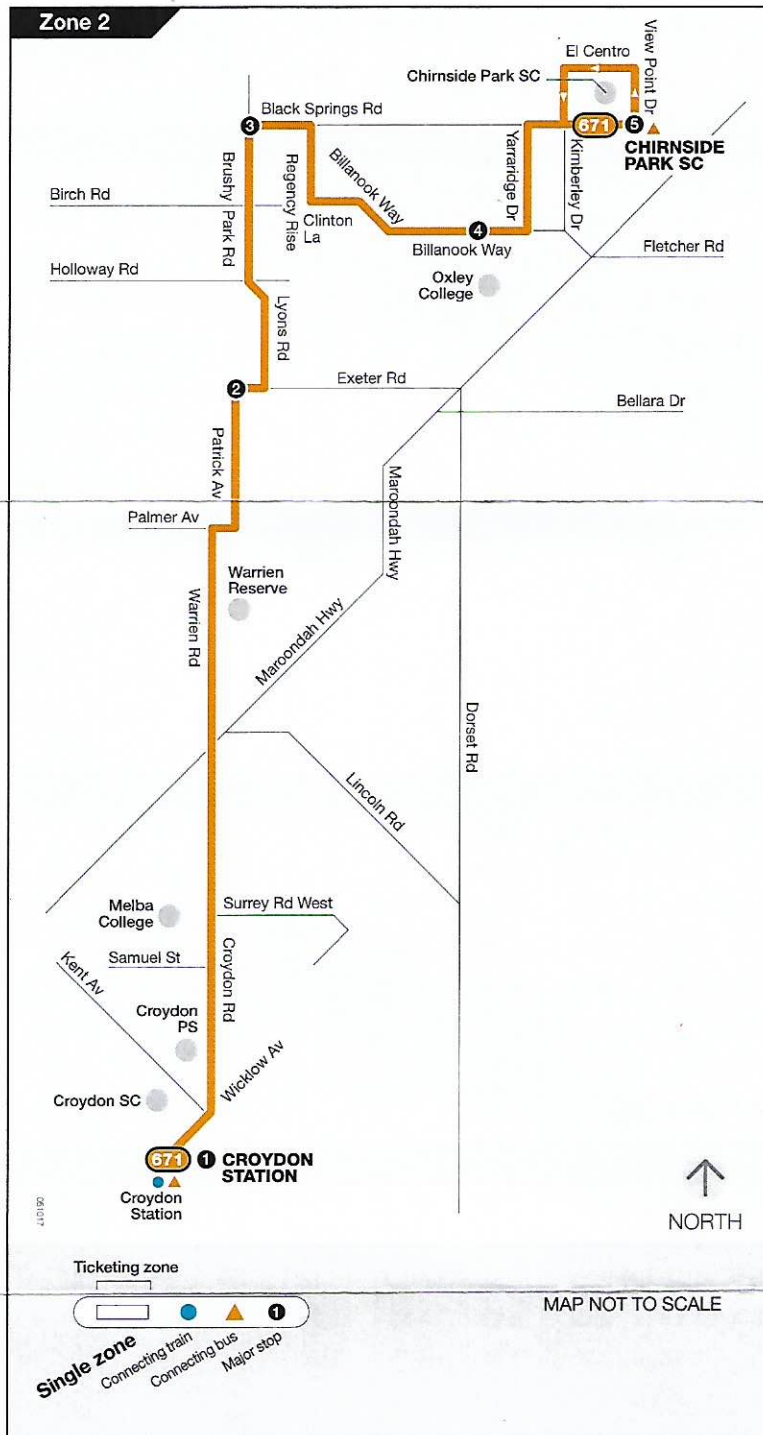 Zone 2
El Centro
View Point Dr
Chirnside Park SC
Black Springs Rd
671
5
CHIRNSIDE
PARK SC
3
Brushy Park Rd
Regency Rise
Billanook Way
Yarraridge Dr
Kimberley Dr
Birch Rd
Clinton
La
4
Billanook Way
Fletcher Rd
Holloway Rd
Oxley
College
Lyons Rd
2
Exeter Rd
Bellara Dr
Patrick Av
Maroondah Hwy
Palmer Av
Warrien
Reserve
Warrien Rd
Maroondah Hwy
Dorset Rd
Lincoln Rd
Melba
College
Surrey Rd West
Croydon Rd
Samuel St
Kent Av
Croydon
PS
Wicklow Av
Croydon SC
671
1
CROYDON
STATION
Croydon
Station
051017
NORTH
Ticketing zone
1
MAP NOT TO SCALE
Single zone
Connecting train
Connecting bus
Major stop